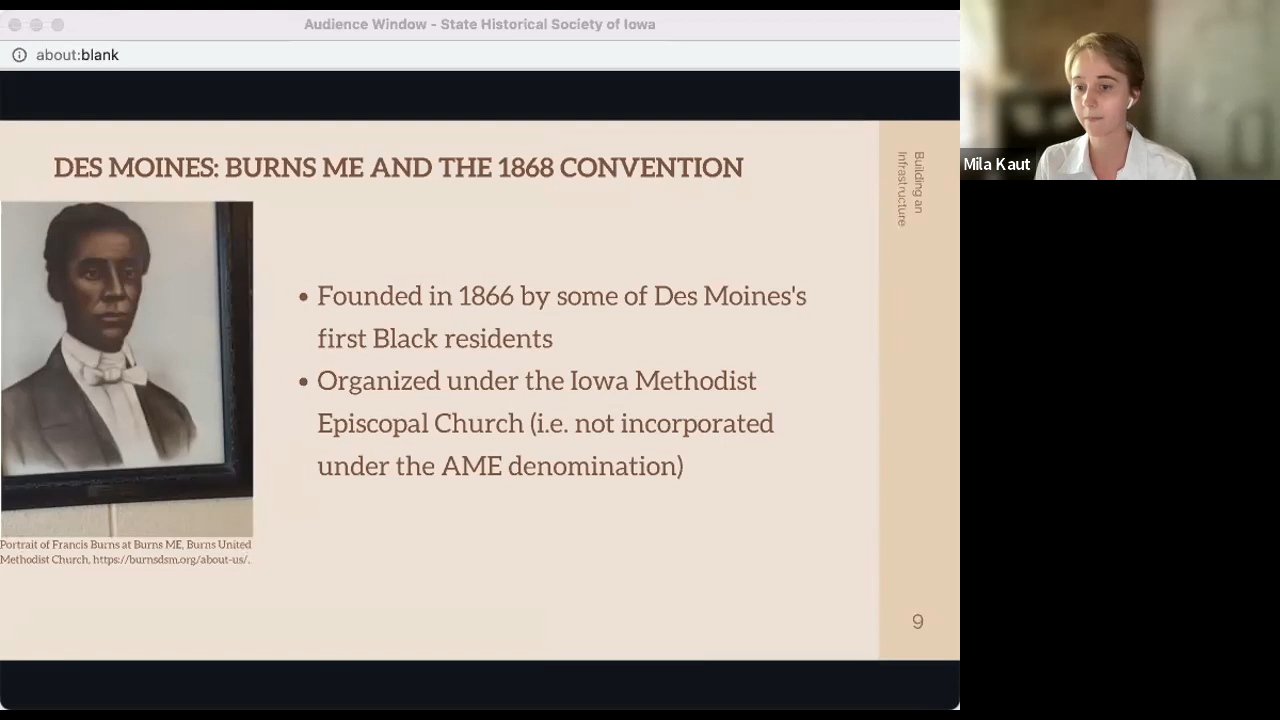 Audience Window - State Historical Society of Iowa
about:blank
DES MOINES: BURNS ME AND THE 1868 CONVENTION
Building an
Infrastructure
Mila Kaut
• Founded in 1866 by some of Des Moines's
first Black residents
• Organized under the Iowa Methodist
Episcopal Church (i.e. not incorporated
under the AME denomination)
Portrait of Francis Burns at Burns ME, Burns United
Methodist Church, https://burnsdsm.org/about-us/.
9